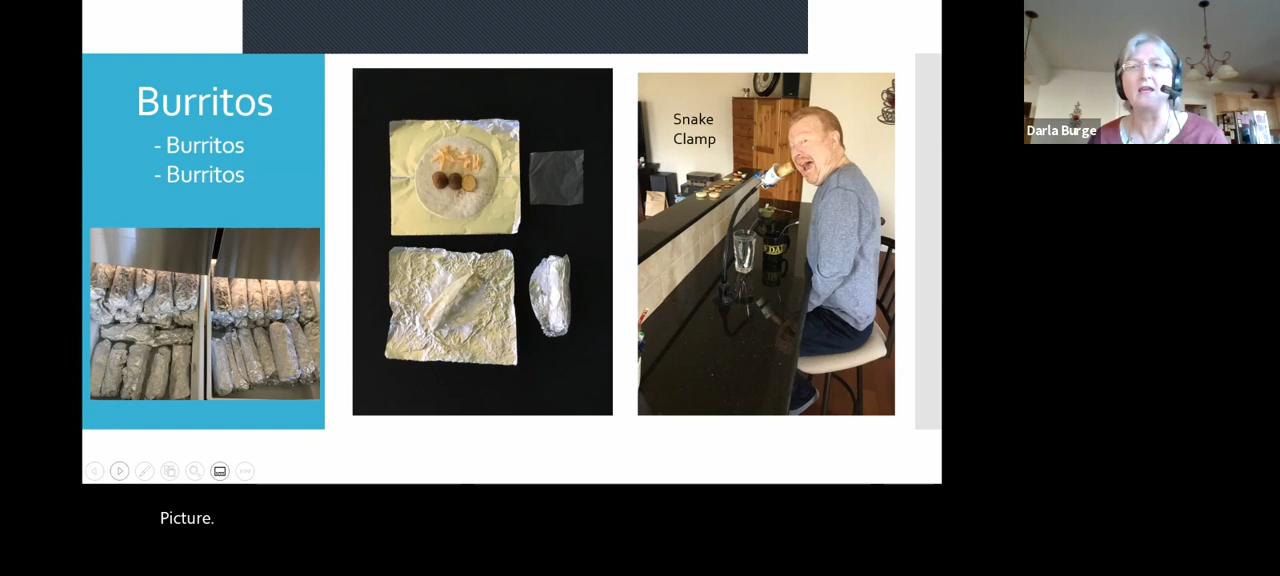 Burritos
- Burritos
- Burritos
Snake
Clamp
Darla Burge
Picture.